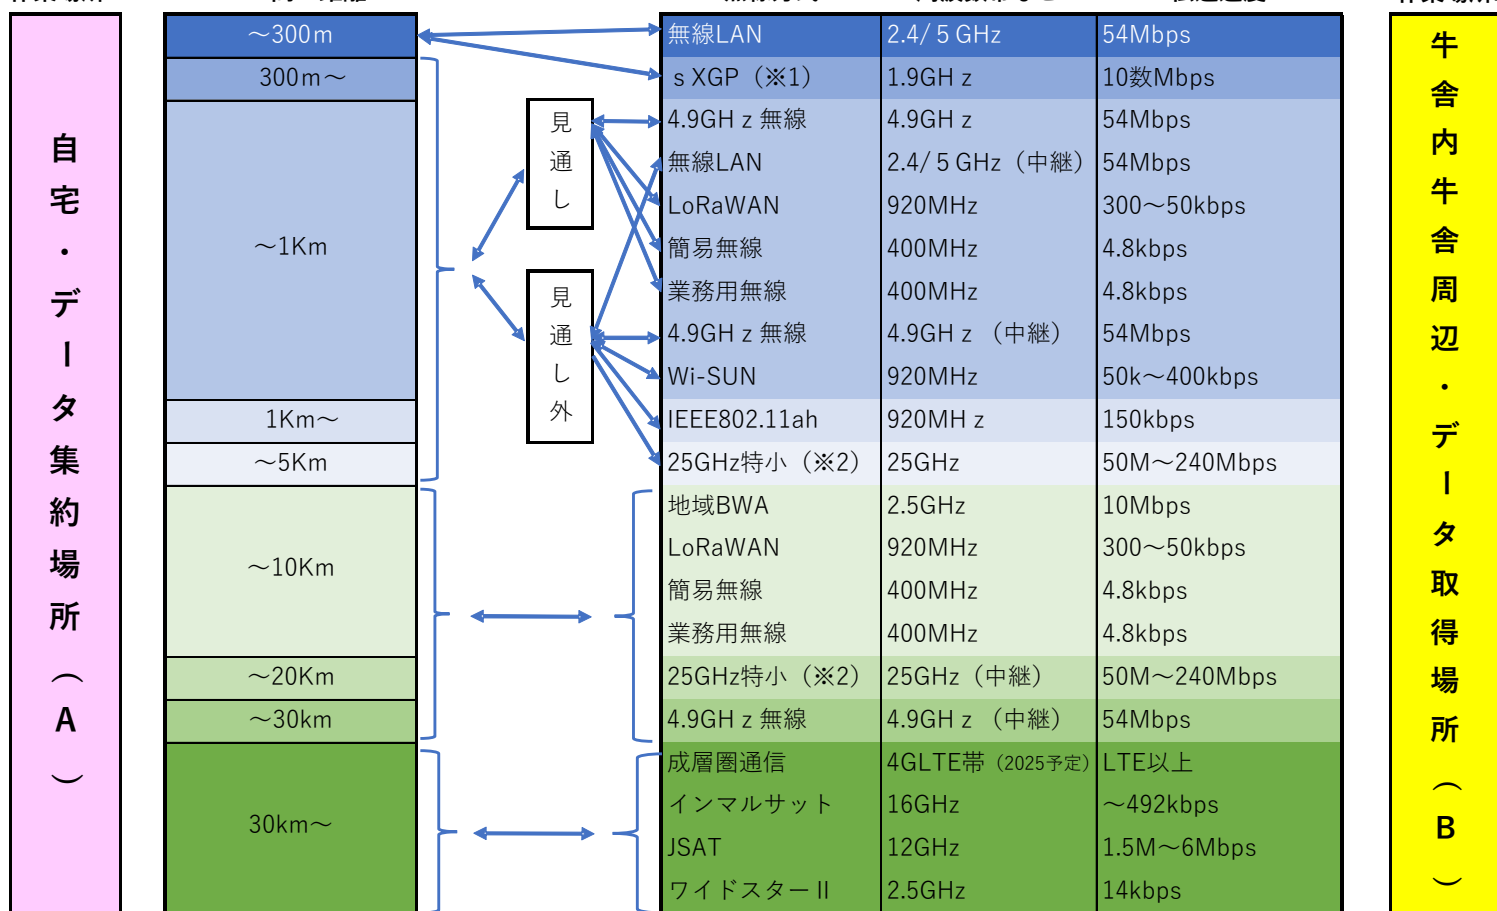 自宅・データ集約場所（A）
～300m
300m～
～1Km
1Km～
～5Km
～10Km
～20Km
～30km
30km～
見通し
見通し外
無線LAN 2.4/５GHz 54Mbps
ｓXGP（※1） 1.9GHｚ 10数Mbps
4.9GHｚ無線 4.9GHｚ 54Mbps
無線LAN 2.4/５GHz（中継） 54Mbps
LoRaWAN 920MHz 300～50kbps
簡易無線 400MHz 4.8kbps
業務用無線 400MHz 4.8kbps
4.9GHｚ無線 4.9GHｚ（中継） 54Mbps
Wi-SUN 920MHz 50k～400kbps
IEEE802.11ah 920MHｚ 150kbps
25GHz特小（※2） 25GHz 50M～240Mbps
地域BWA 2.5GHz 10Mbps
LoRaWAN 920MHz 300～50kbps
簡易無線 400MHz 4.8kbps
業務用無線 400MHz 4.8kbps
25GHz特小（※2） 25GHz（中継） 50M～240Mbps
4.9GHｚ無線 4.9GHｚ（中継） 54Mbps
成層圏通信 4GLTE帯（2025予定） LTE以上
インマルサット 16GHz ～492kbps
JSAT 12GHz 1.5M～6Mbps
ワイドスターⅡ 2.5GHz 14kbps
牛舎内牛舎周辺・データ取得場所（B）